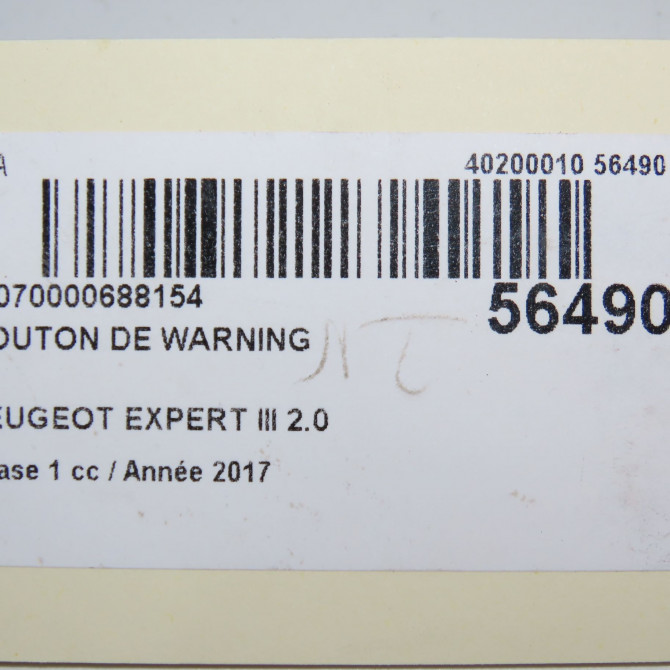 A 40200010 56490
070000688154 56490
OUTON DE WARNING
EUGEOT EXPERT III 2.0
ase 1 cc / Année 2017